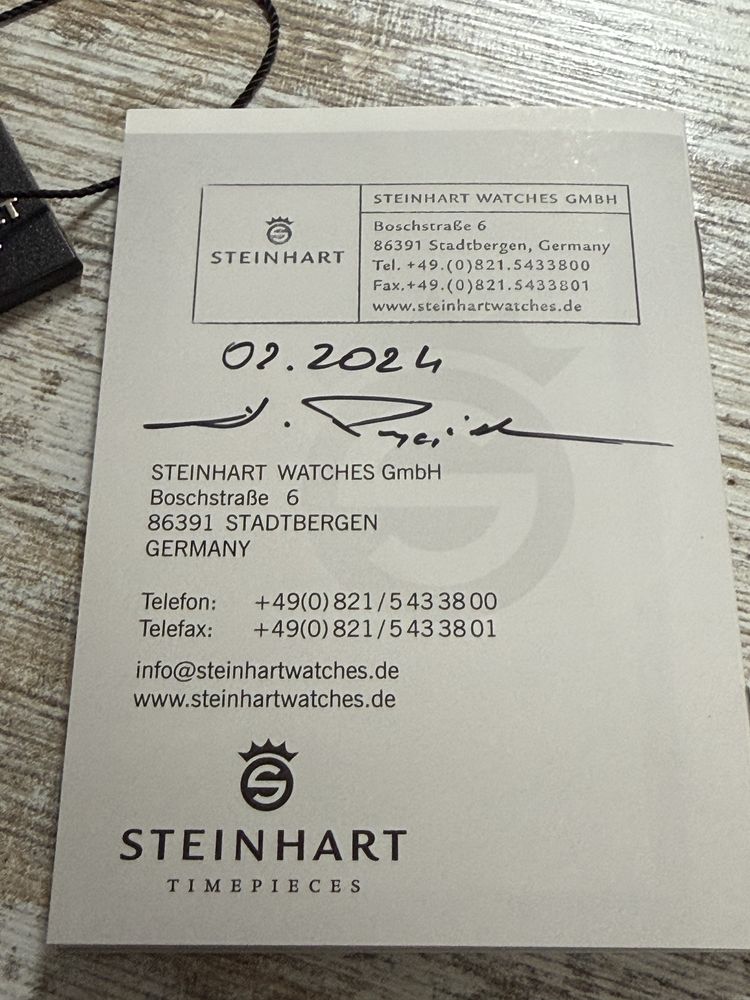 STEINHART
STEINHART WATCHES GMBH
Boschstraße 6
86391 Stadtbergen, Germany
Tel. +49.(0)821.5433800
Fax.+49.(0)821.5433801
www.steinhartwatches.de
02.2024
STEINHART WATCHES GmbH
Boschstraße 6
86391 STADTBERGEN
GERMANY
Telefon: +49(0)821/5433800
Telefax: +49(0)821/5433801
info@steinhartwatches.de
www.steinhartwatches.de
STEINHART
TIMEPIECES